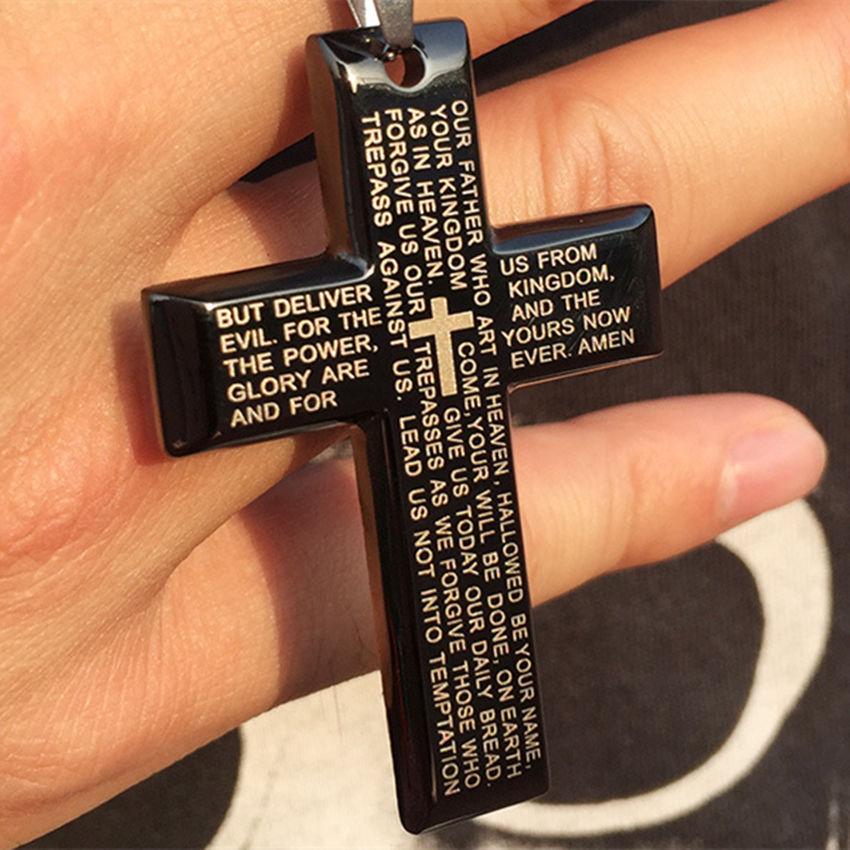 OUR FATHER WHO ART IN HEAVEN, HALLOWED BE YOUR NAME,
YOUR KINGDOM COME, YOUR WILL BE DONE, ON EARTH
AS IN HEAVEN. GIVE US TODAY OUR DAILY BREAD.
FORGIVE US OUR TREPASSES AS WE FORGIVE THOSE WHO
TREPASS AGAINST US. LEAD US NOT INTO TEMPTATION
BUT DELIVER US FROM
EVIL. FOR THE KINGDOM,
THE POWER, AND THE
GLORY ARE YOURS NOW
AND FOR EVER. AMEN